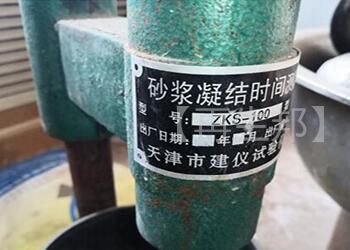 砂浆凝结时间测
型 号: ZKS-100
出厂日期: 年 月 出
天津市建仪试验